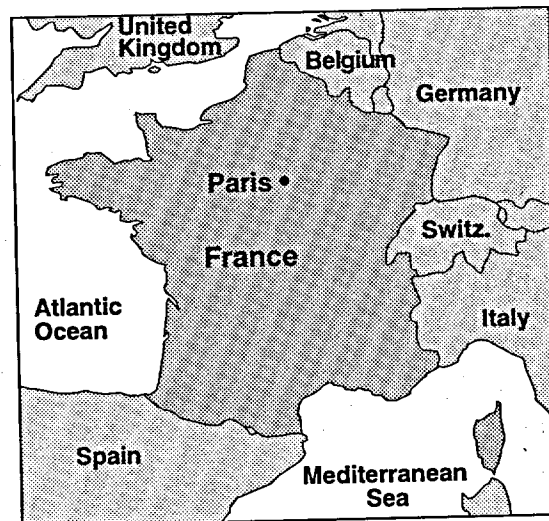 United
Kingdom
Belgium
Germany
Paris
Switz.
France
Atlantic
Ocean
Italy
Spain
Mediterranean
Sea